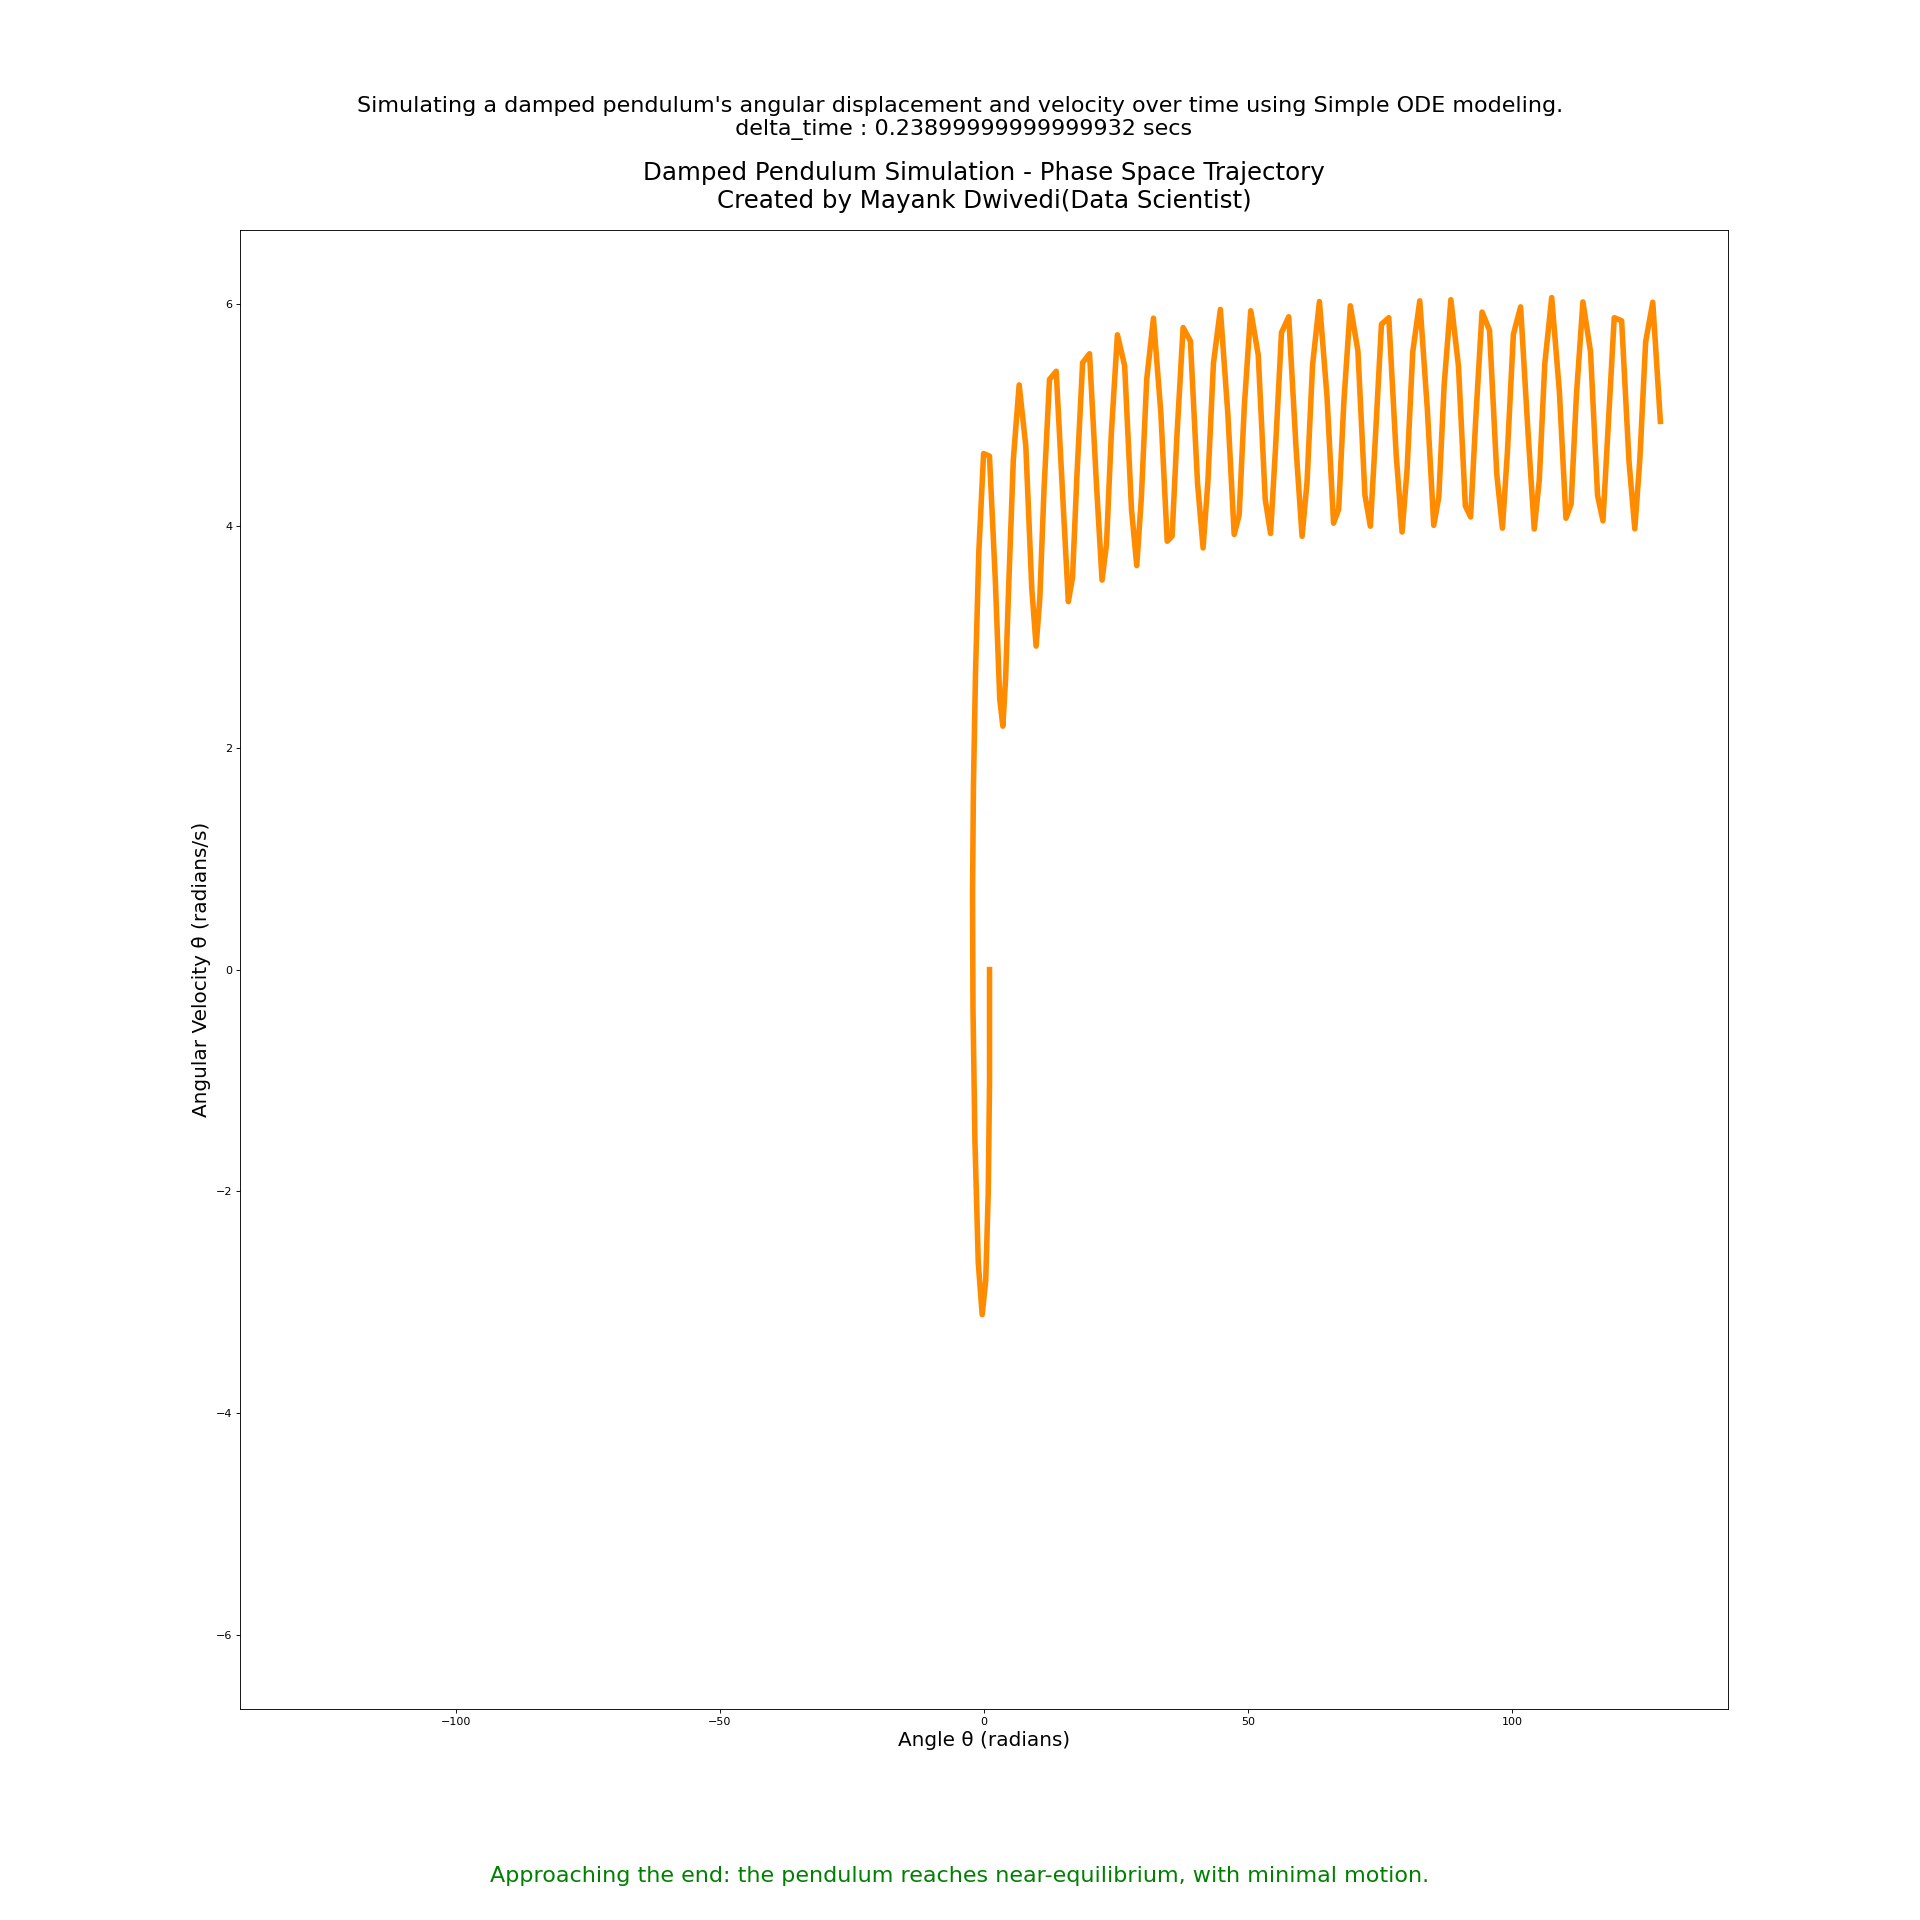 Simulating a damped pendulum's angular displacement and velocity over time using Simple ODE modeling.
delta_time : 0.23899999999999932 secs
Damped Pendulum Simulation - Phase Space Trajectory
Created by Mayank Dwivedi(Data Scientist)
6
4
2
0
−2
−4
−6
Angular Velocity θ̇ (radians/s)
−100
−50
0
50
100
Angle θ (radians)
Approaching the end: the pendulum reaches near-equilibrium, with minimal motion.